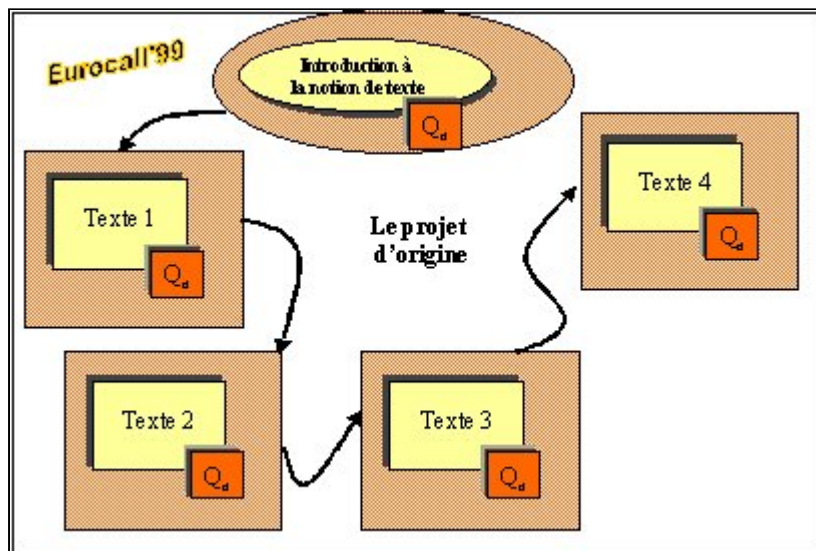 Eurocall'99
Introduction à
la notion de texte
Qd
Texte 1
Qd
Le projet
d'origine
Texte 4
Qd
Texte 2
Qd
Texte 3
Qd